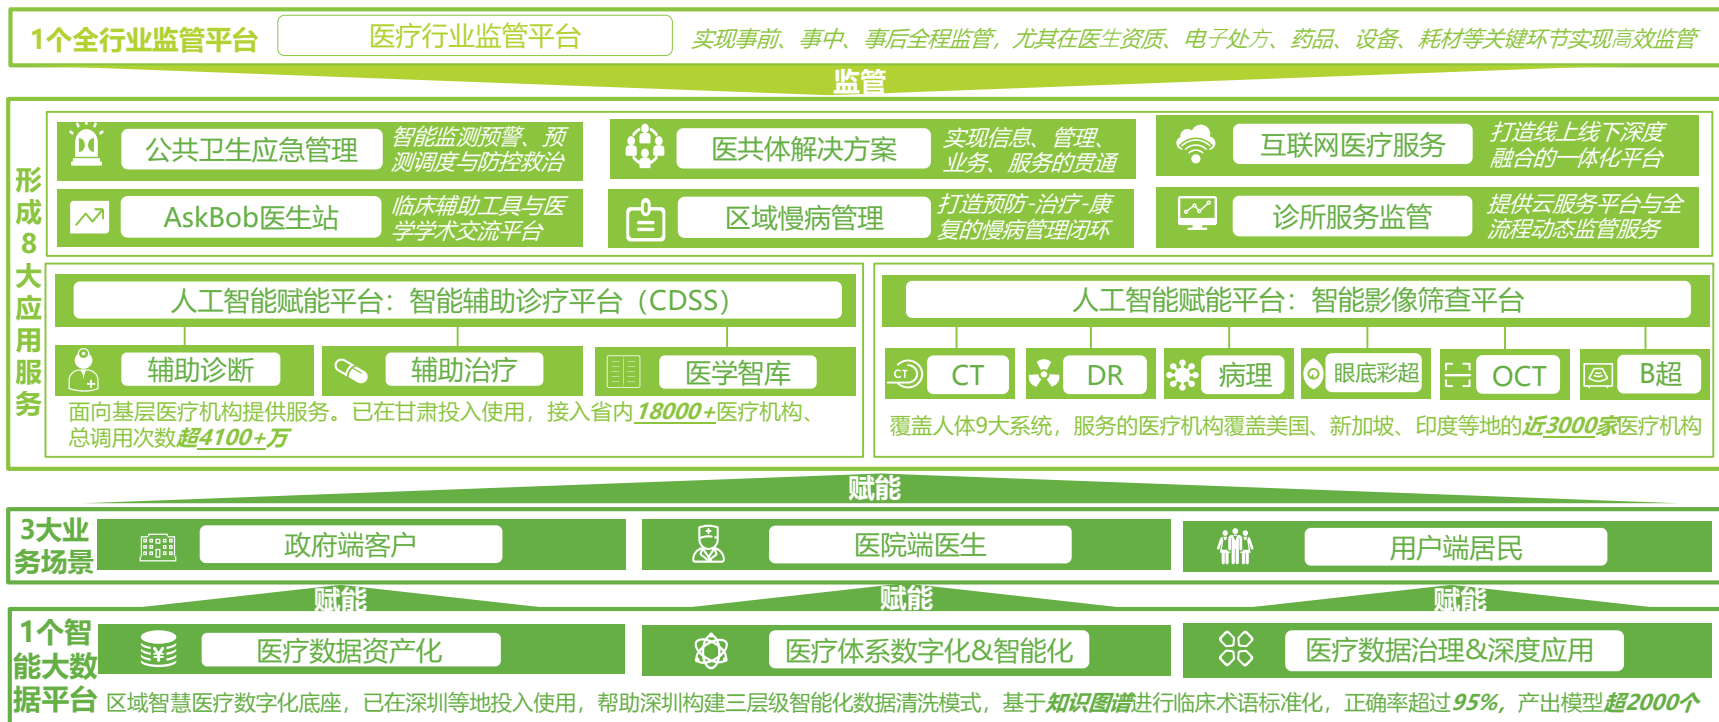 1个全行业监管平台
医疗行业监管平台
实现事前、事中、事后全程监管，尤其在医生资质、电子处方、药品、设备、耗材等关键环节实现高效监管
监管
形成8大应用服务
公共卫生应急管理
智能监测预警、预
测调度与防控救治
医共体解决方案
实现信息、管理、
业务、服务的贯通
互联网医疗服务
打造线上线下深度
融合的一体化平台
AskBob医生站
临床辅助工具与医
学学术交流平台
区域慢病管理
打造预防-治疗-康
复的慢病管理闭环
诊所服务监管
提供云服务平台与全
流程动态监管服务
人工智能赋能平台：智能辅助诊疗平台（CDSS）
辅助诊断
辅助治疗
医学智库
面向基层医疗机构提供服务。已在甘肃投入使用，接入省内18000+医疗机构、
总调用次数超4100+万
人工智能赋能平台：智能影像筛查平台
CT
CT
DR
病理
眼底彩超
OCT
B超
覆盖人体9大系统，服务的医疗机构覆盖美国、新加坡、印度等地的近3000家医疗机构
赋能
3大业
务场景
政府端客户
医院端医生
用户端居民
赋能
赋能
赋能
1个智
能大数
据平台
¥
医疗数据资产化
医疗体系数字化&智能化
医疗数据治理&深度应用
区域智慧医疗数字化底座，已在深圳等地投入使用，帮助深圳构建三层级智能化数据清洗模式，基于知识图谱进行临床术语标准化，正确率超过95%，产出模型超2000个